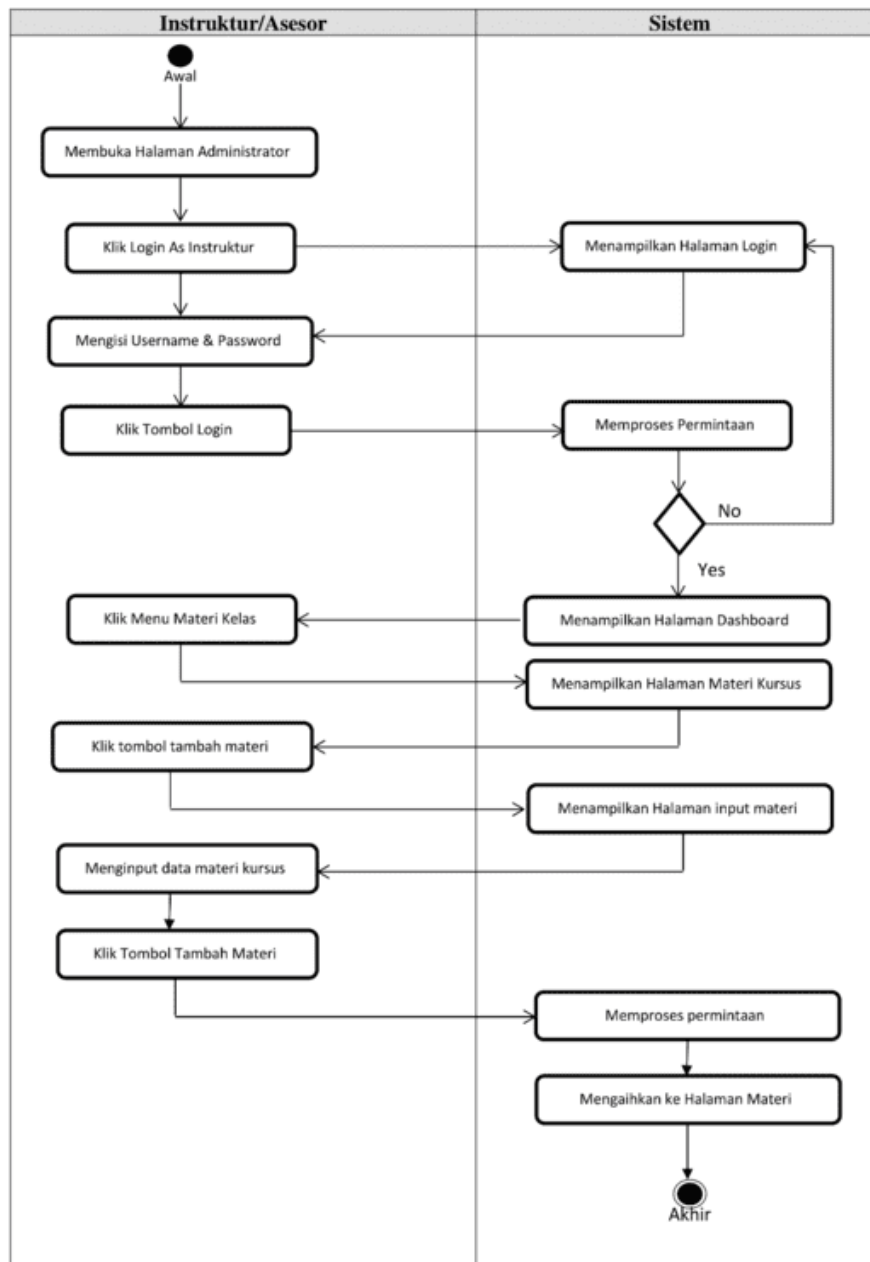 Instruktur/Asesor
Sistem
Awal
Membuka Halaman Administrator
Klik Login As Instruktur
Menampilkan Halaman Login
Mengisi Username & Password
Klik Tombol Login
Memproses Permintaan
No
Yes
Klik Menu Materi Kelas
Menampilkan Halaman Dashboard
Menampilkan Halaman Materi Kursus
Klik tombol tambah materi
Menampilkan Halaman input materi
Menginput data materi kursus
Klik Tombol Tambah Materi
Memproses permintaan
Mengaihkan ke Halaman Materi
Akhir